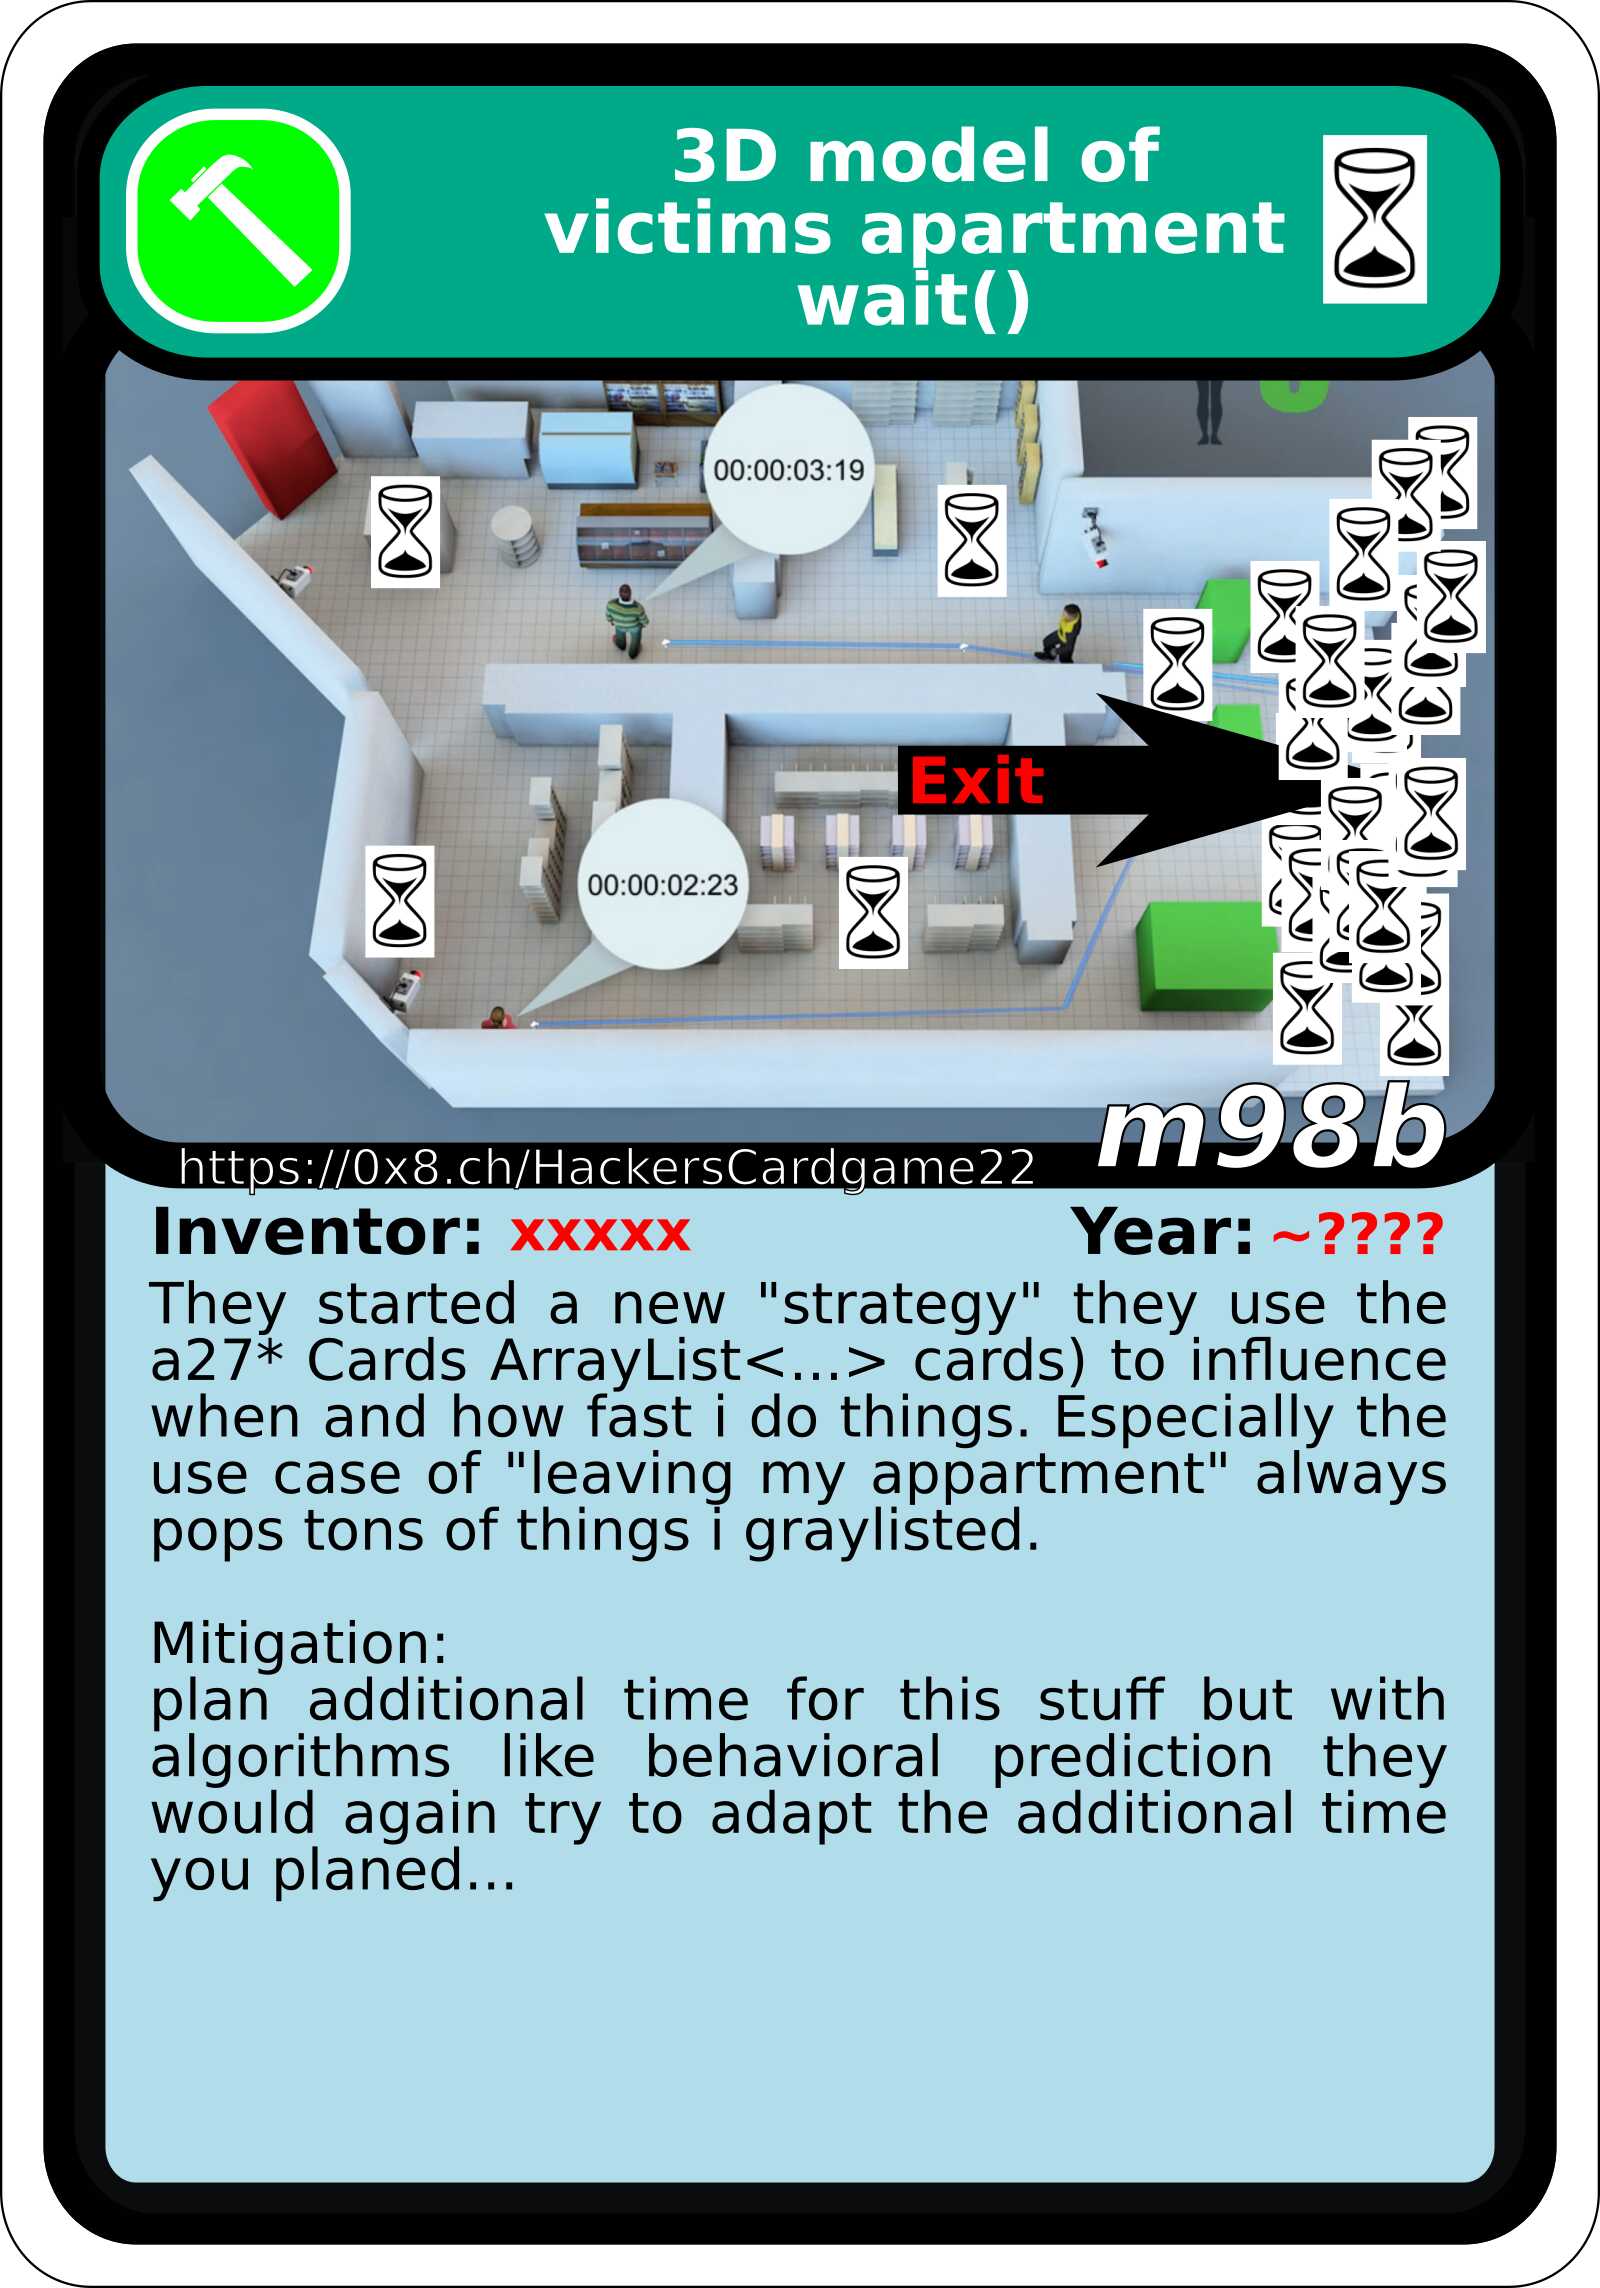 3D model of
victims apartment
wait()
00:00:03:19
Exit
00:00:02:23
m98b
https://0x8.ch/HackersCardgame22
Inventor: xxxxx Year: ~????
They started a new "strategy" they use the
a27* Cards ArrayList<...> cards) to influence
when and how fast i do things. Especially the
use case of "leaving my appartment" always
pops tons of things i graylisted.
Mitigation:
plan additional time for this stuff but with
algorithms like behavioral prediction they
would again try to adapt the additional time
you planed...